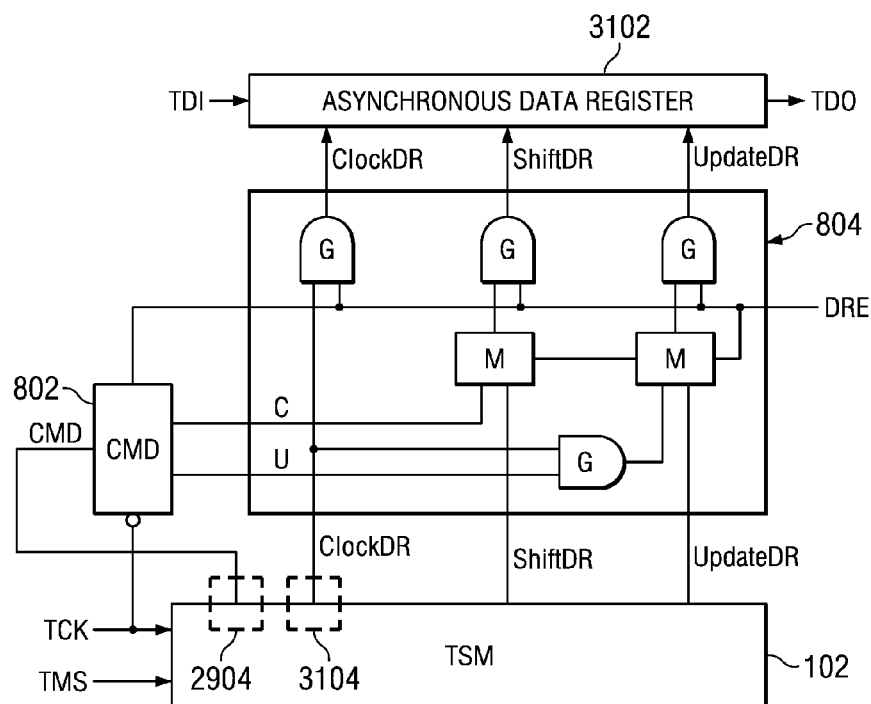 3102
TDI
ASYNCHRONOUS DATA REGISTER
TDO
ClockDR
ShiftDR
UpdateDR
804
G
G
G
DRE
M
M
802
CMD
CMD
C
U
G
ClockDR
ShiftDR
UpdateDR
TCK
TMS
2904
3104
TSM
102